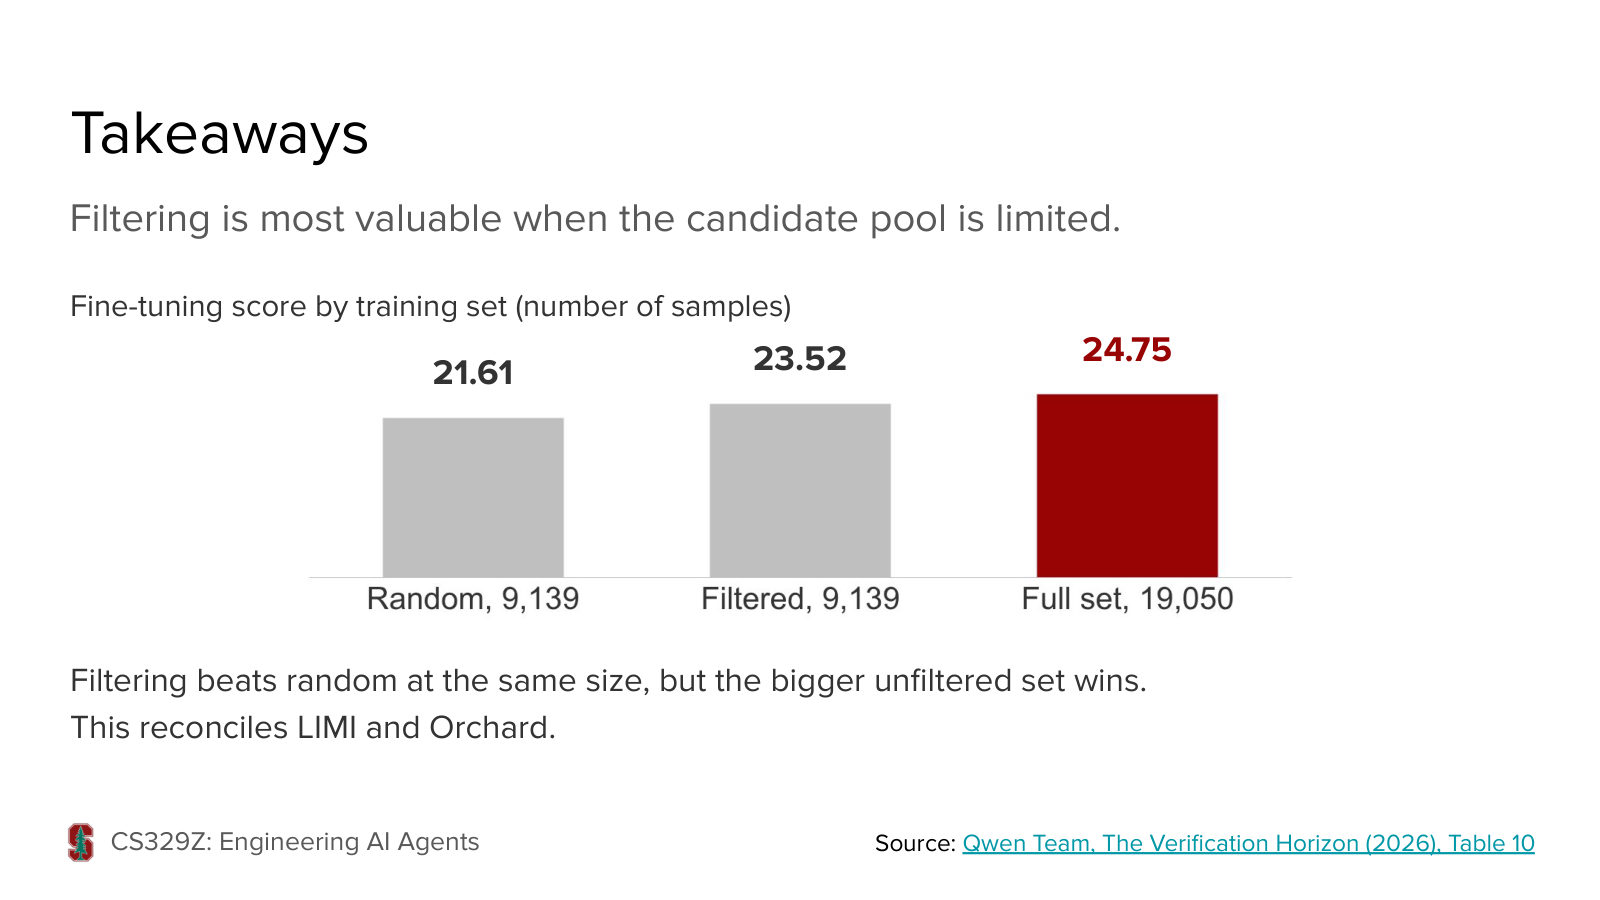 Takeaways
Filtering is most valuable when the candidate pool is limited.
Fine-tuning score by training set (number of samples)
21.61
23.52
24.75
Random, 9,139
Filtered, 9,139
Full set, 19,050
Filtering beats random at the same size, but the bigger unfiltered set wins.
This reconciles LIMI and Orchard.
CS329Z: Engineering AI Agents
Source: Qwen Team, The Verification Horizon (2026), Table 10